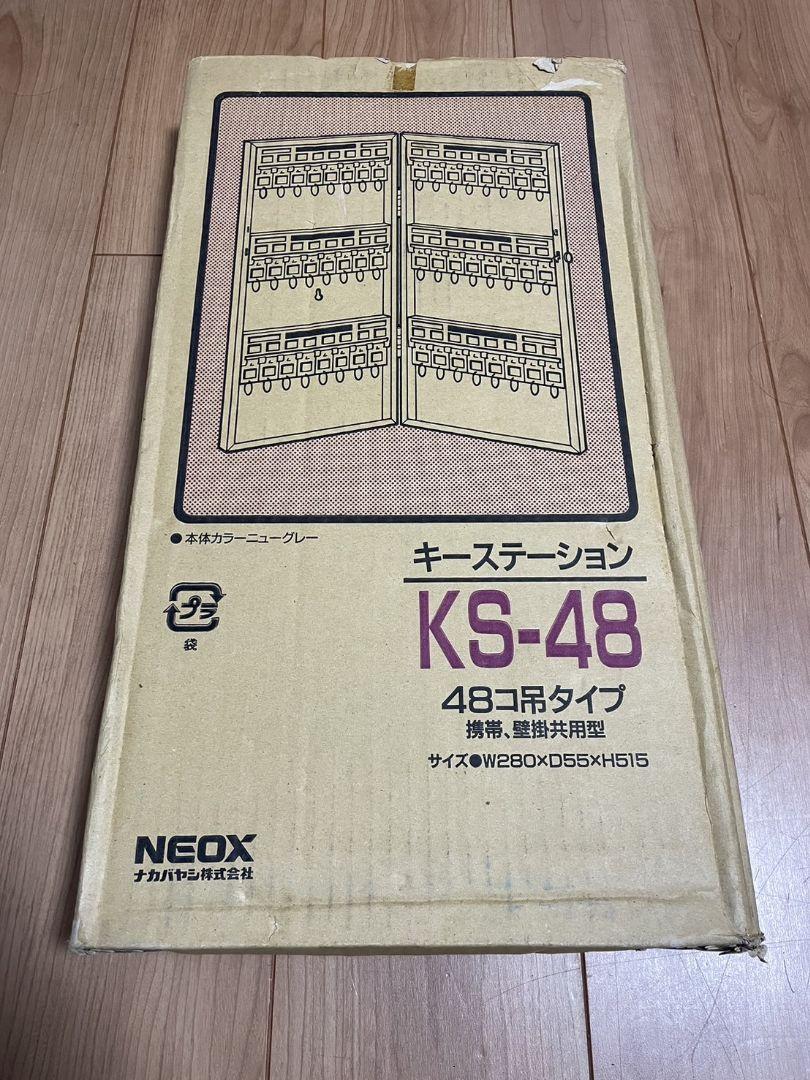 ●本体カラーニューグレー
プラ
袋
キーステーション
KS-48
48コ吊タイプ
携帯、壁掛共用型
サイズ●W280×D55×H515
NEOX
ナカバヤシ株式会社